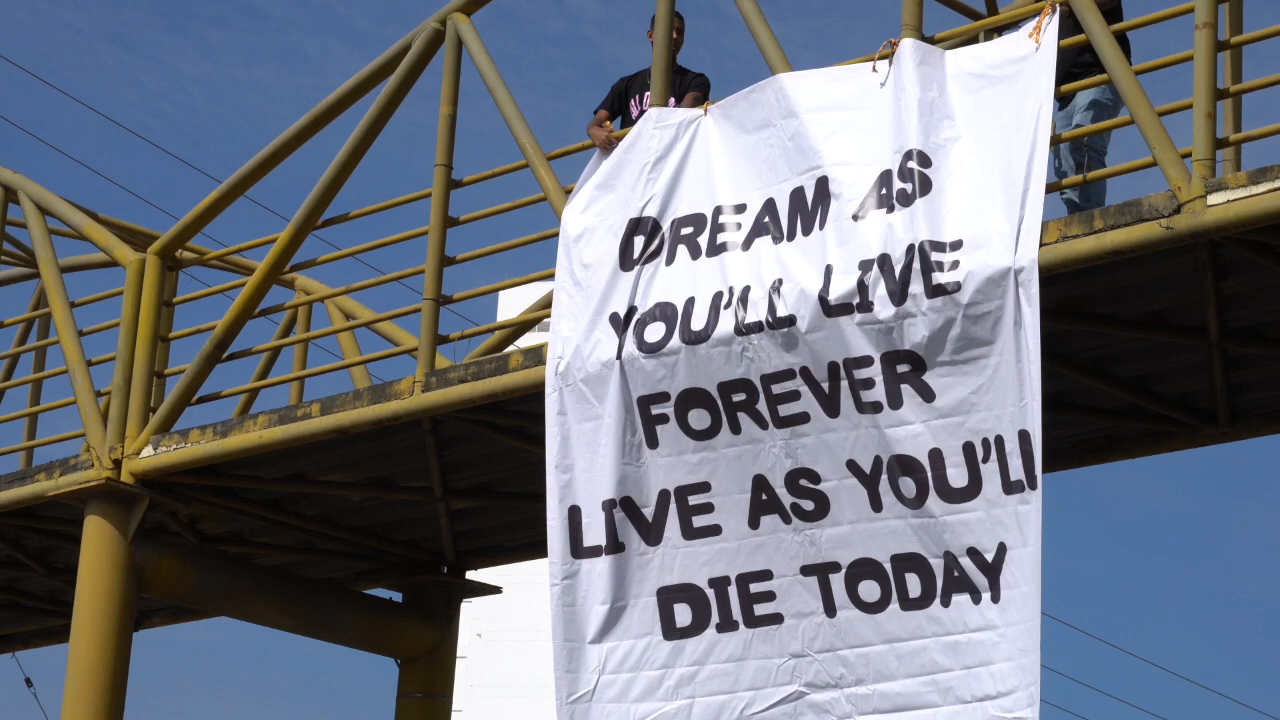 DREAM AS
YOU'LL LIVE
FOREVER
LIVE AS YOU'LL
DIE TODAY